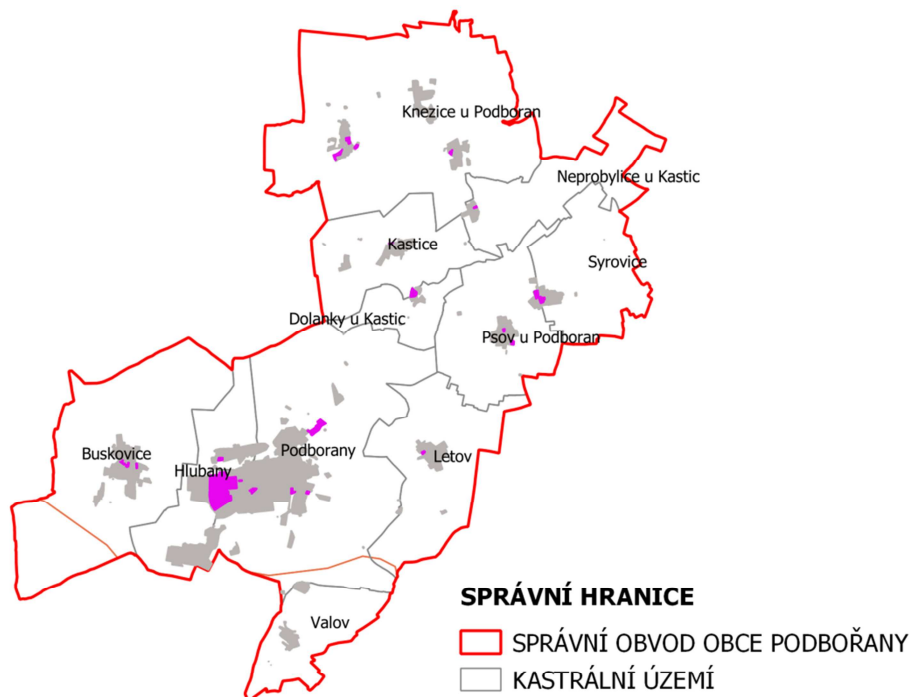 Knezice u Podboran
Neprobylice u Kastic
Kastice
Syrovice
Dolanky u Kastic
Psov u Podboran
Buskovice
Hlubany
Podborany
Letov
Valov
SPRÁVNÍ HRANICE
SPRÁVNÍ OBVOD OBCE PODBOŘANY
KASTRÁLNÍ ÚZEMÍ